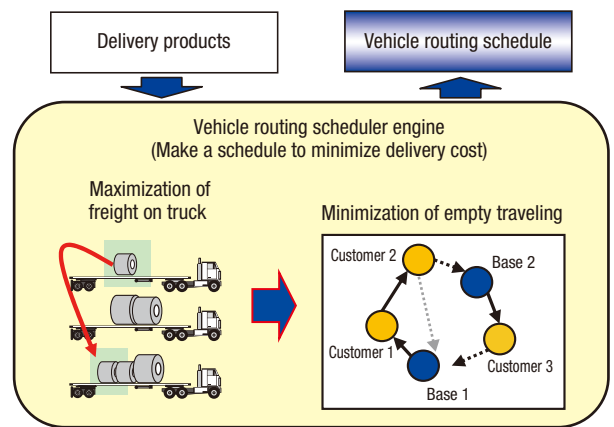 Delivery products
Vehicle routing schedule
Vehicle routing scheduler engine
(Make a schedule to minimize delivery cost)
Maximization of
freight on truck
Minimization of empty traveling
Customer 2
Base 2
Customer 1
Customer 3
Base 1